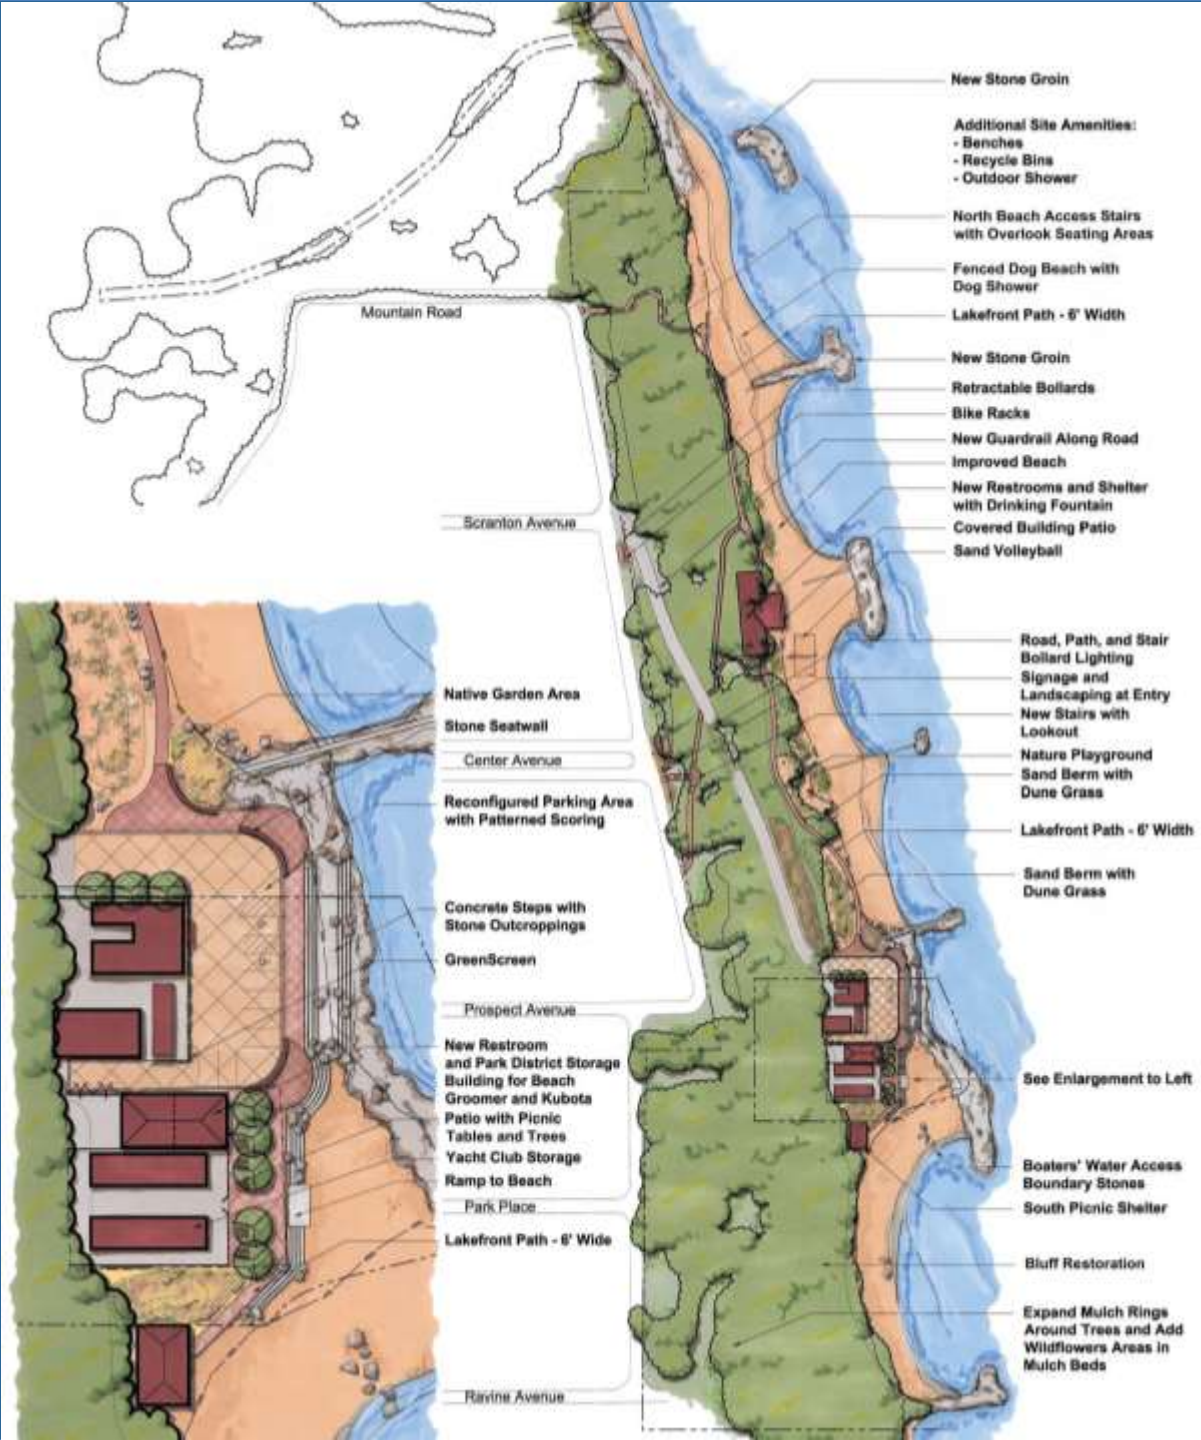 New Stone Groin
Additional Site Amenities:
- Benches
- Recycle Bins
- Outdoor Shower
North Beach Access Stairs
with Overlook Seating Areas
Fenced Dog Beach with
Dog Shower
Lakefront Path - 6' Width
New Stone Groin
Retractable Bollards
Bike Racks
New Guardrail Along Road
Improved Beach
New Restrooms and Shelter
with Drinking Fountain
Covered Building Patio
Sand Volleyball
Road, Path, and Stair
Bollard Lighting
Signage and
Landscaping at Entry
New Stairs with
Lookout
Nature Playground
Sand Berm with
Dune Grass
Lakefront Path - 6' Width
Sand Berm with
Dune Grass
See Enlargement to Left
Boaters' Water Access
Boundary Stones
South Picnic Shelter
Bluff Restoration
Expand Mulch Rings
Around Trees and Add
Wildflowers Areas in
Mulch Beds
Mountain Road
Scranton Avenue
Native Garden Area
Stone Seatwall
Center Avenue
Reconfigured Parking Area
with Patterned Scoring
Concrete Steps with
Stone Outcroppings
GreenScreen
Prospect Avenue
New Restroom
and Park District Storage
Building for Beach
Groomer and Kubota
Patio with Picnic
Tables and Trees
Yacht Club Storage
Ramp to Beach
Park Place
Lakefront Path - 6' Wide
Ravine Avenue